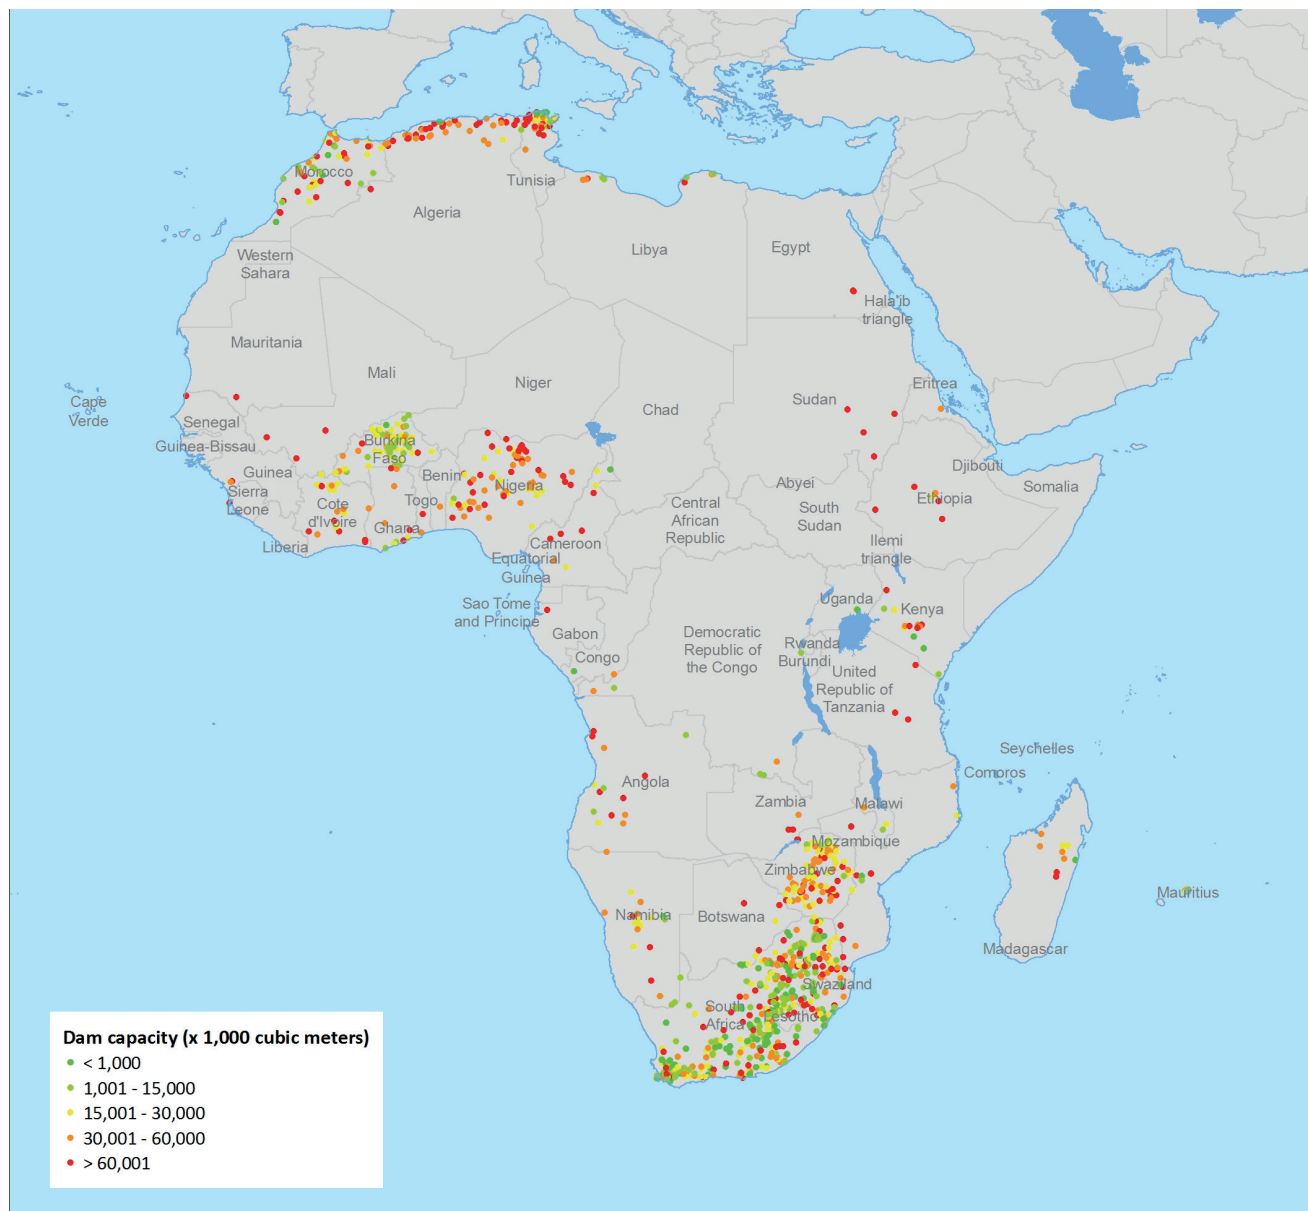 Tunisia
Morocco
Algeria
Libya
Egypt
Western
Sahara
Hala'ib
triangle
Mauritania
Mali
Niger
Chad
Sudan
Eritrea
Cape
Verde
Senegal
Guinea-Bissau
Burkina
Faso
Djibouti
Guinea
Benin
Nigeria
Abyei
Ethiopia
Somalia
Sierra
Leone
Cote
d'Ivoire
Togo
Ghana
Central
African
Republic
South
Sudan
Liberia
Cameroon
Ilemi
triangle
Equatorial
Guinea
Sao Tome
and Principe
Uganda
Kenya
Gabon
Congo
Democratic
Republic of
the Congo
Rwanda
Burundi
United
Republic of
Tanzania
Seychelles
Comoros
Angola
Zambia
Malawi
Mozambique
Zimbabwe
Mauritius
Namibia
Botswana
Madagascar
Swaziland
South
Africa
Lesotho
Dam capacity (x 1,000 cubic meters)
< 1,000
1,001 - 15,000
15,001 - 30,000
30,001 - 60,000
> 60,001